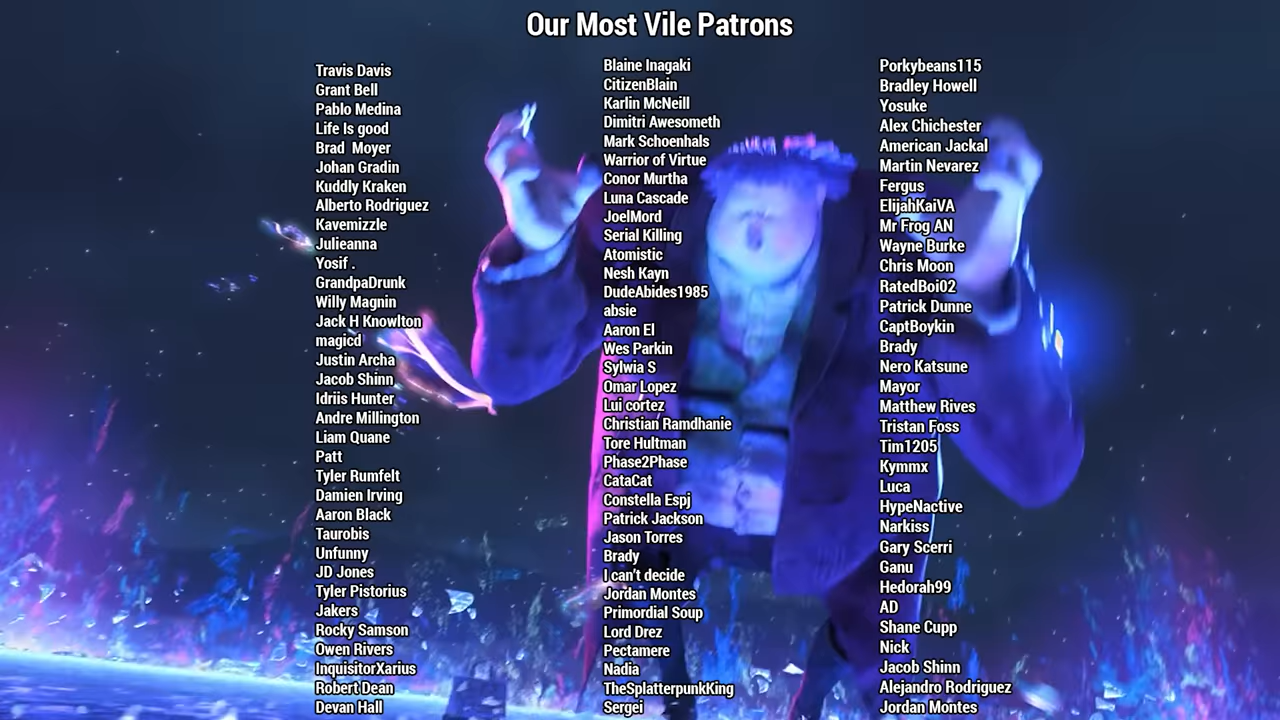 Our Most Vile Patrons
Travis Davis
Grant Bell
Pablo Medina
Life Is good
Brad  Moyer
Johan Gradin
Kuddly Kraken
Alberto Rodriguez
Kavemizzle
Julieanna
Yosif .
GrandpaDrunk
Willy Magnin
Jack H Knowlton
magicd
Justin Archa
Jacob Shinn
Idriis Hunter
Andre Millington
Liam Quane
Patt
Tyler Rumfelt
Damien Irving
Aaron Black
Taurobis
Unfunny
JD Jones
Tyler Pistorius
Jakers
Rocky Samson
Owen Rivers
InquisitorXarius
Robert Dean
Devan Hall
Blaine Inagaki
CitizenBlain
Karlin McNeill
Dimitri Awesometh
Mark Schoenhals
Warrior of Virtue
Conor Murtha
Luna Cascade
JoelMord
Serial Killing
Atomistic
Nesh Kayn
DudeAbides1985
absie
Aaron El
Wes Parkin
Sylwia S
Omar Lopez
Lui cortez
Christian Ramdhanie
Tore Hultman
Phase2Phase
CataCat
Constella Espj
Patrick Jackson
Jason Torres
Brady
I can't decide
Jordan Montes
Primordial Soup
Lord Drez
Pectamere
Nadia
TheSplatterpunkKing
Sergei
Porkybeans115
Bradley Howell
Yosuke
Alex Chichester
American Jackal
Martin Nevarez
Fergus
ElijahKaiVA
Mr Frog AN
Wayne Burke
Chris Moon
RatedBoi02
Patrick Dunne
CaptBoykin
Brady
Nero Katsune
Mayor
Matthew Rives
Tristan Foss
Tim1205
Kymmx
Luca
HypeNactive
Narkiss
Gary Scerri
Ganu
Hedorah99
AD
Shane Cupp
Nick
Jacob Shinn
Alejandro Rodriguez
Jordan Montes